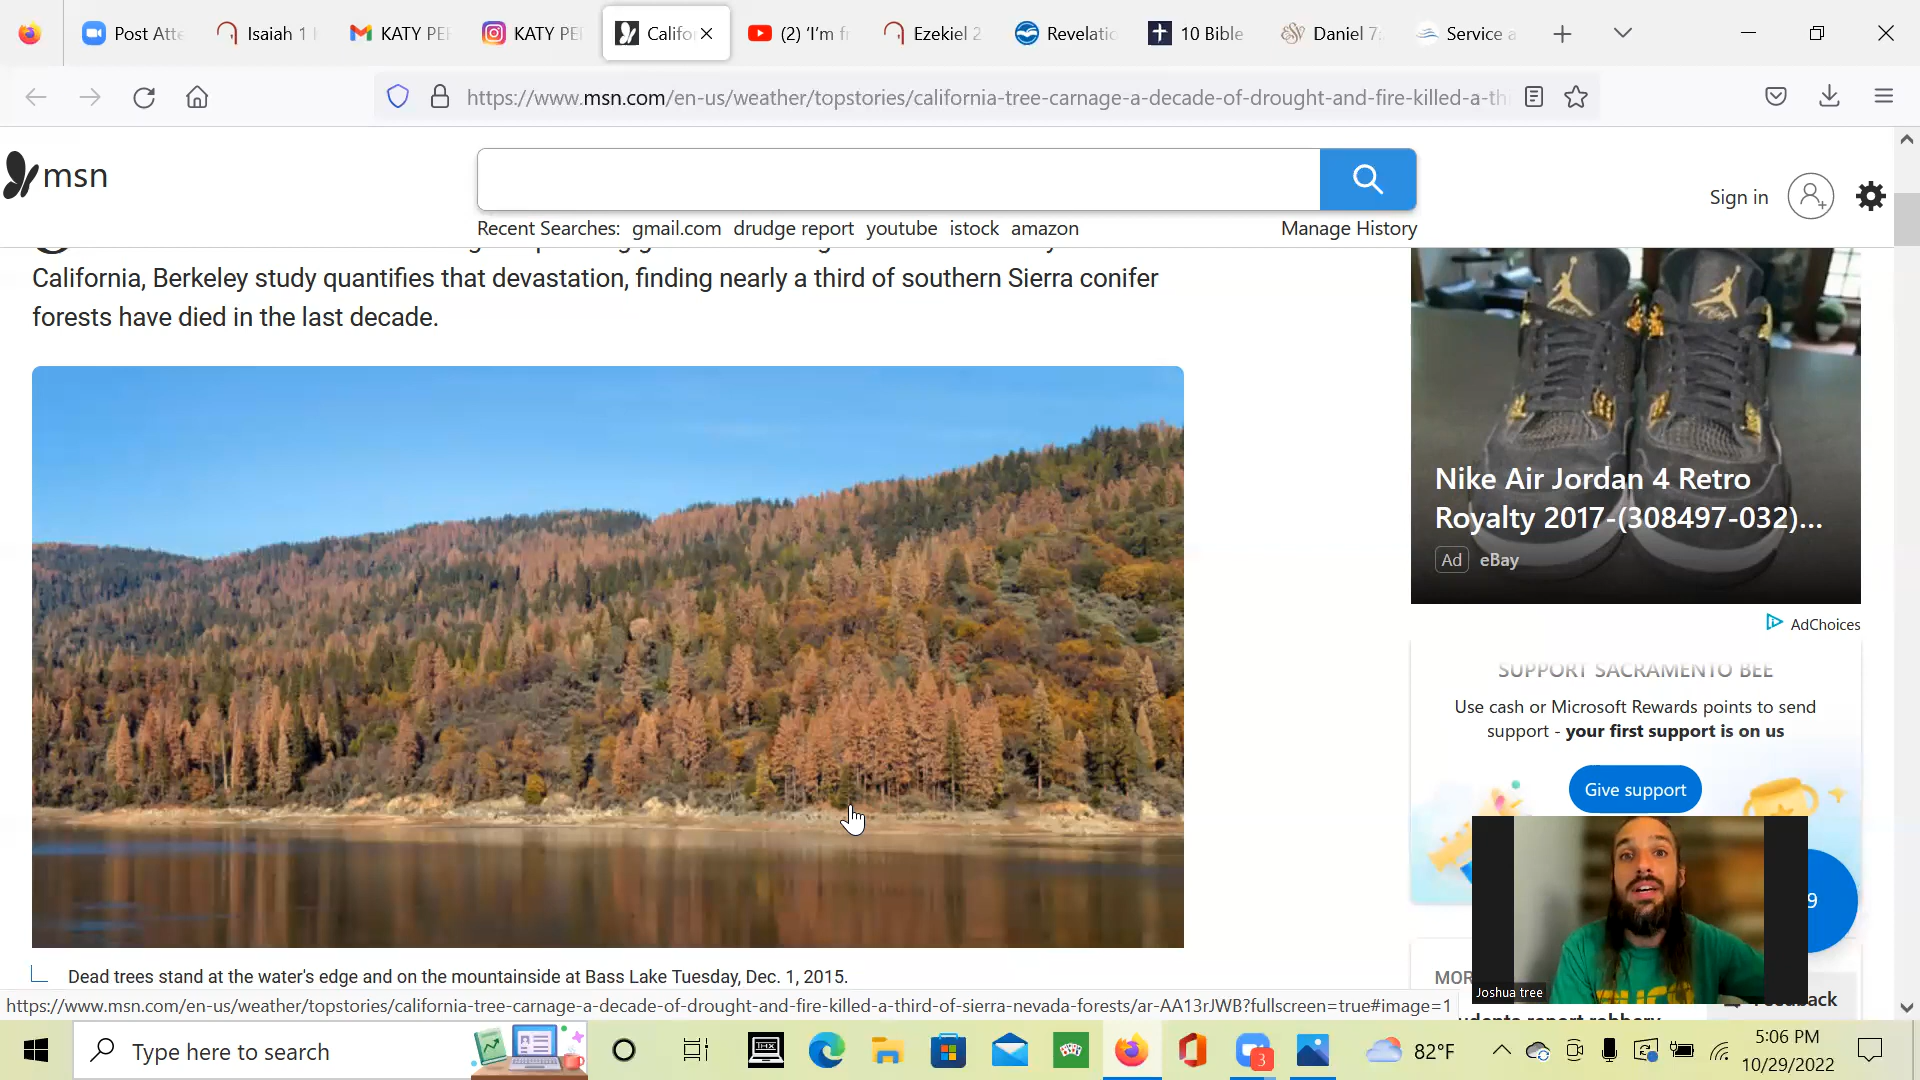 Post Atte
Isaiah 1
KATY PE
KATY PE
Califo
(2) ‘I’m f
Ezekiel 2
Revelati
10 Bible
Daniel 7:
Service a
https://www.msn.com/en-us/weather/topstories/california-tree-carnage-a-decade-of-drought-and-fire-killed-a-th
msn
Sign in
Recent Searches: gmail.com drudge report youtube istock amazon
Manage History
California, Berkeley study quantifies that devastation, finding nearly a third of southern Sierra conifer
forests have died in the last decade.
Nike Air Jordan 4 Retro
Royalty 2017-(308497-032)...
Ad eBay
AdChoices
SUPPORT SACRAMENTO BEE
Use cash or Microsoft Rewards points to send
support - your first support is on us
Give support
9
MOR
Joshua tree
Dead trees stand at the water's edge and on the mountainside at Bass Lake Tuesday, Dec. 1, 2015.
https://www.msn.com/en-us/weather/topstories/california-tree-carnage-a-decade-of-drought-and-fire-killed-a-third-of-sierra-nevada-forests/ar-AA13rJWB?fullscreen=true#image=1
Type here to search
THX
3
82°F
5:06 PM
10/29/2022